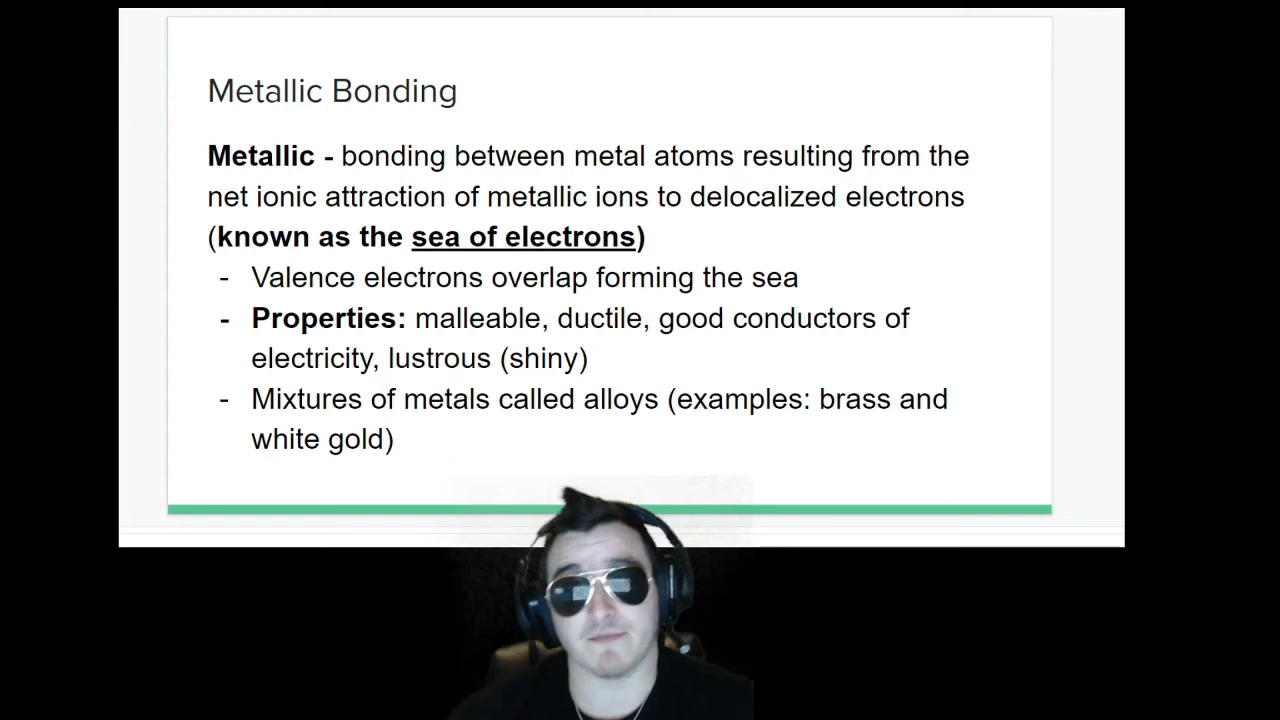 Metallic Bonding
Metallic - bonding between metal atoms resulting from the
net ionic attraction of metallic ions to delocalized electrons
(known as the sea of electrons)
- Valence electrons overlap forming the sea
- Properties: malleable, ductile, good conductors of
electricity, lustrous (shiny)
- Mixtures of metals called alloys (examples: brass and
white gold)